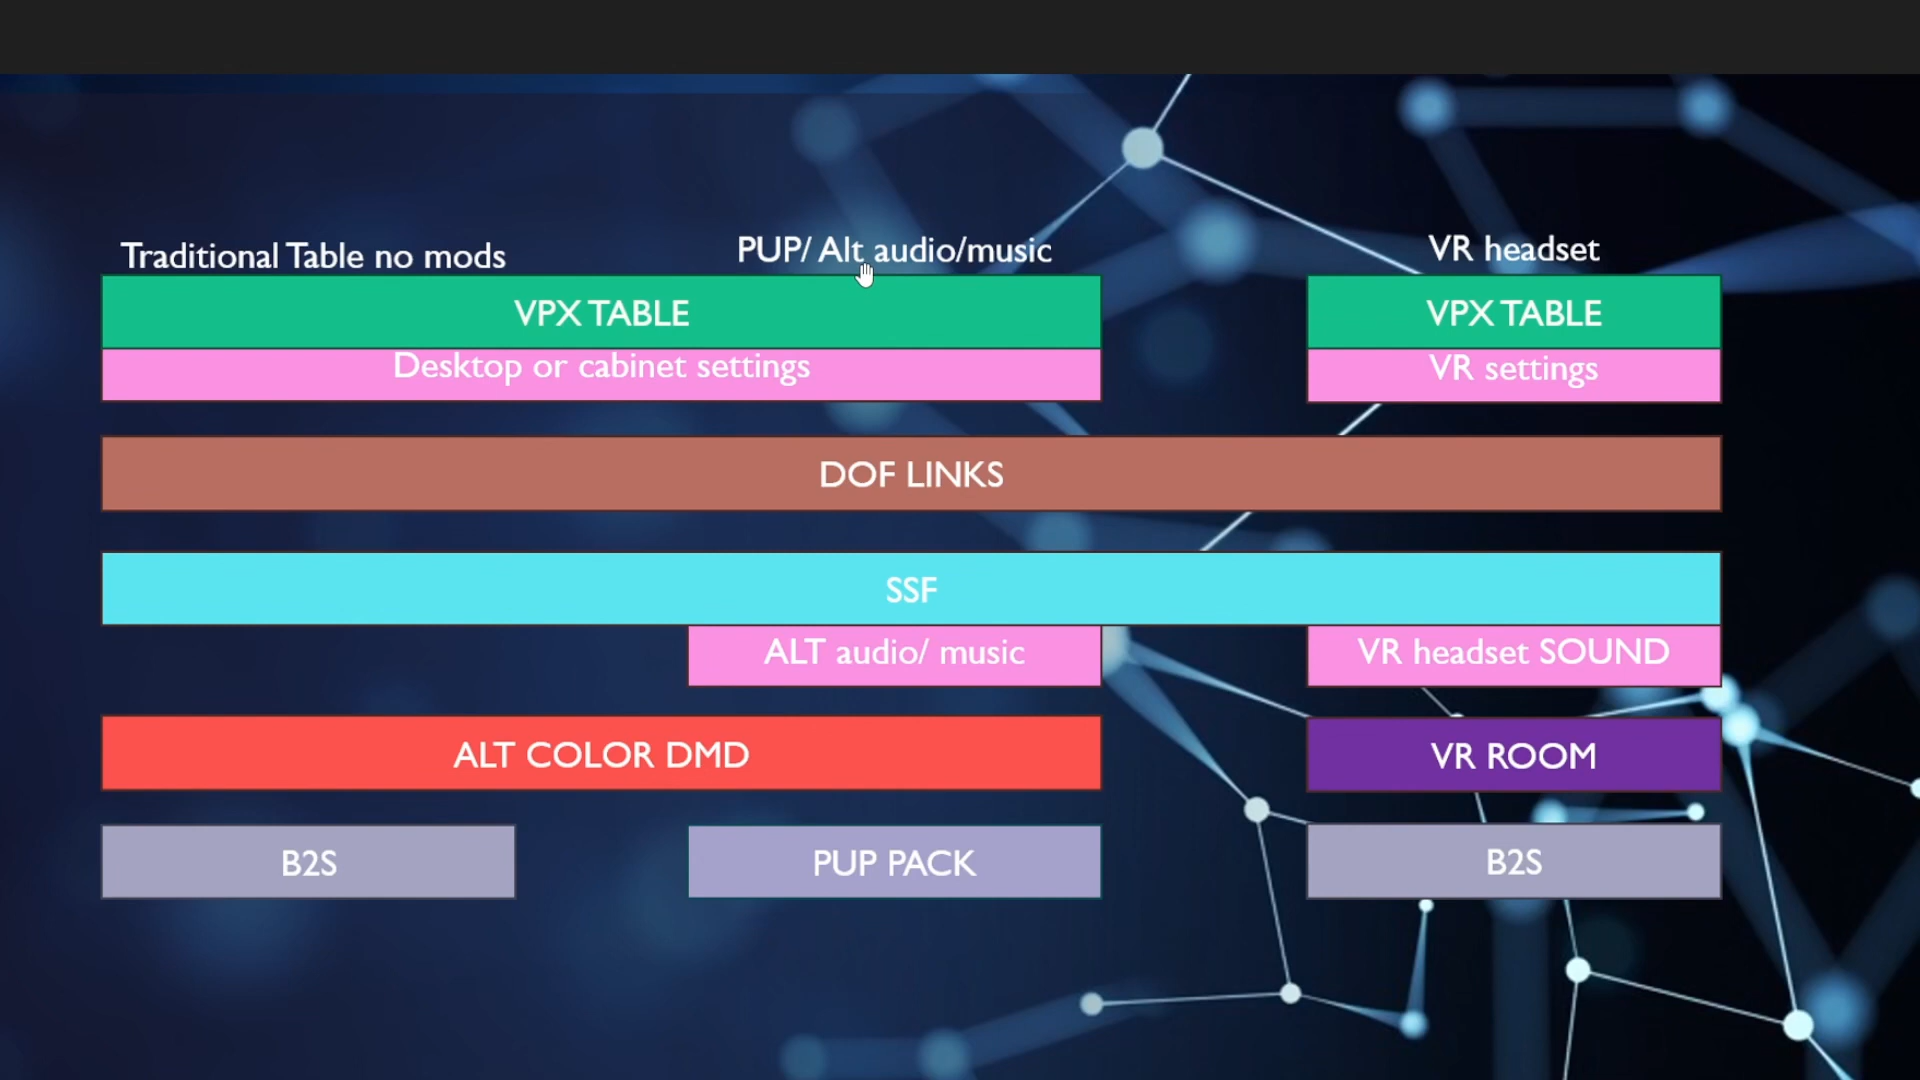 Traditional Table no mods
PUP/ Alt audio/music
VR headset
VPX TABLE
VPX TABLE
Desktop or cabinet settings
VR settings
DOF LINKS
SSF
ALT audio/ music
VR headset SOUND
ALT COLOR DMD
VR ROOM
B2S
PUP PACK
B2S